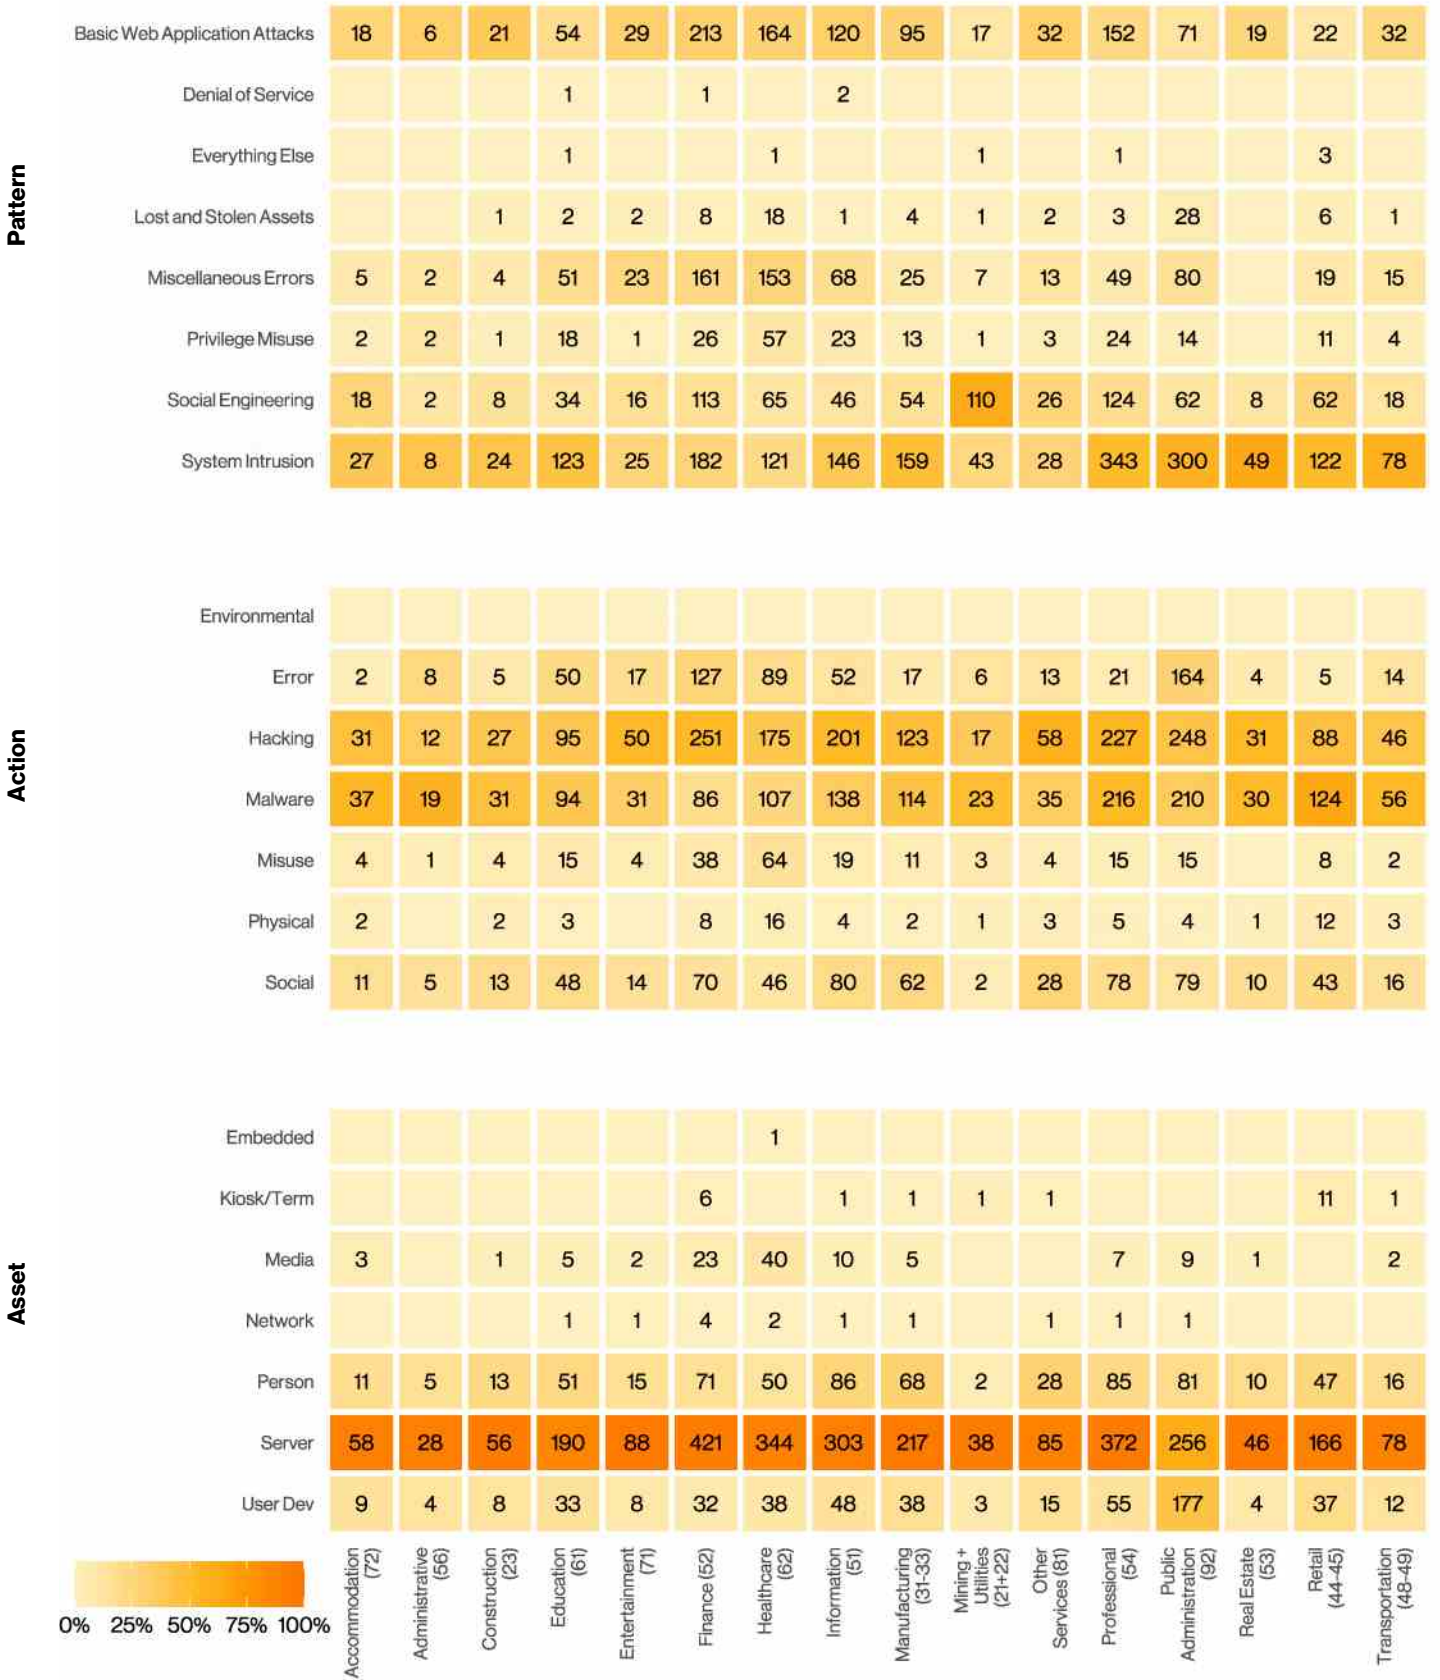 Pattern
Basic Web Application Attacks 18 6 21 54 29 213 164 120 95 17 32 152 71 19 22 32
Denial of Service 1 1 2
Everything Else 1 1 1 1 3
Lost and Stolen Assets 1 2 2 8 18 1 4 1 2 3 28 6 1
Miscellaneous Errors 5 2 4 51 23 161 153 68 25 7 13 49 80 19 15
Privilege Misuse 2 2 1 18 1 26 57 23 13 1 3 24 14 11 4
Social Engineering 18 2 8 34 16 113 65 46 54 110 26 124 62 8 62 18
System Intrusion 27 8 24 123 25 182 121 146 159 43 28 343 300 49 122 78
Action
Environmental
Error 2 8 5 50 17 127 89 52 17 6 13 21 164 4 5 14
Hacking 31 12 27 95 50 251 175 201 123 17 58 227 248 31 88 46
Malware 37 19 31 94 31 86 107 138 114 23 35 216 210 30 124 56
Misuse 4 1 4 15 4 38 64 19 11 3 4 15 15 8 2
Physical 2 2 3 8 16 4 2 1 3 5 4 1 12 3
Social 11 5 13 48 14 70 46 80 62 2 28 78 79 10 43 16
Asset
Embedded 1
Kiosk/Term 6 1 1 1 1 11 1
Media 3 1 5 2 23 40 10 5 7 9 1 2
Network 1 1 4 2 1 1 1 1 1
Person 11 5 13 51 15 71 50 86 68 2 28 85 81 10 47 16
Server 58 28 56 190 88 421 344 303 217 38 85 372 256 46 166 78
User Dev 9 4 8 33 8 32 38 48 38 3 15 55 177 4 37 12
Accommodation
(72)
Administrative
(56)
Construction
(23)
Education
(61)
Entertainment
(71)
Finance (52)
Healthcare
(62)
Information
(51)
Manufacturing
(31-33)
Mining +
Utilities
(21+22)
Other
Services (81)
Professional
(54)
Public
Administration
(92)
Real Estate
(53)
Retail
(44-45)
Transportation
(48-49)
0% 25% 50% 75% 100%